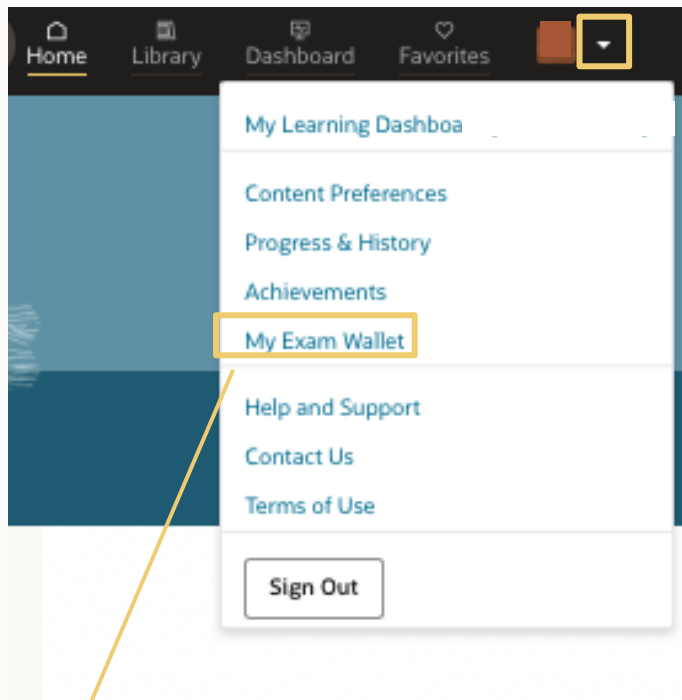 Home Library Dashboard Favorites
My Learning Dashboa
Content Preferences
Progress & History
Achievements
My Exam Wallet
Help and Support
Contact Us
Terms of Use
Sign Out